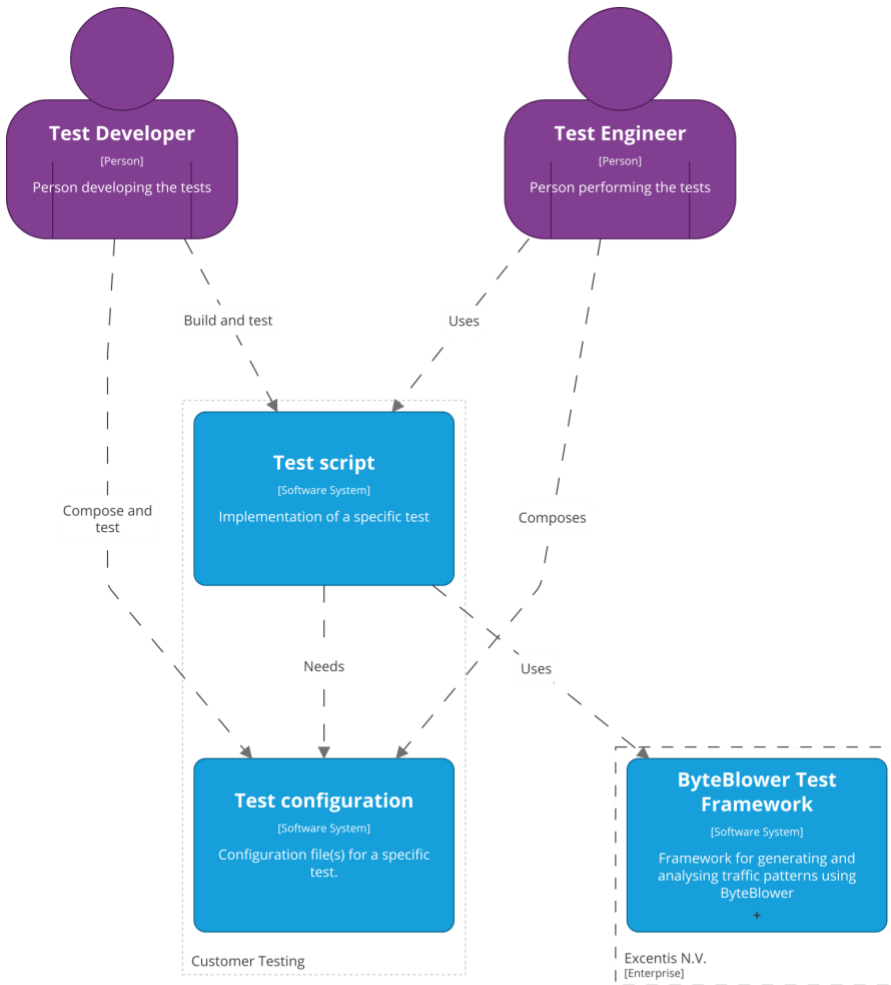 Test Developer
[Person]
Person developing the tests
Test Engineer
[Person]
Person performing the tests
Build and test
Uses
Test script
[Software System]
Implementation of a specific test
Compose and
test
Composes
Needs
Uses
Test configuration
[Software System]
Configuration file(s) for a specific
test.
ByteBlower Test
Framework
[Software System]
Framework for generating and
analysing traffic patterns using
ByteBlower
+
Customer Testing
Excentis N.V.
[Enterprise]